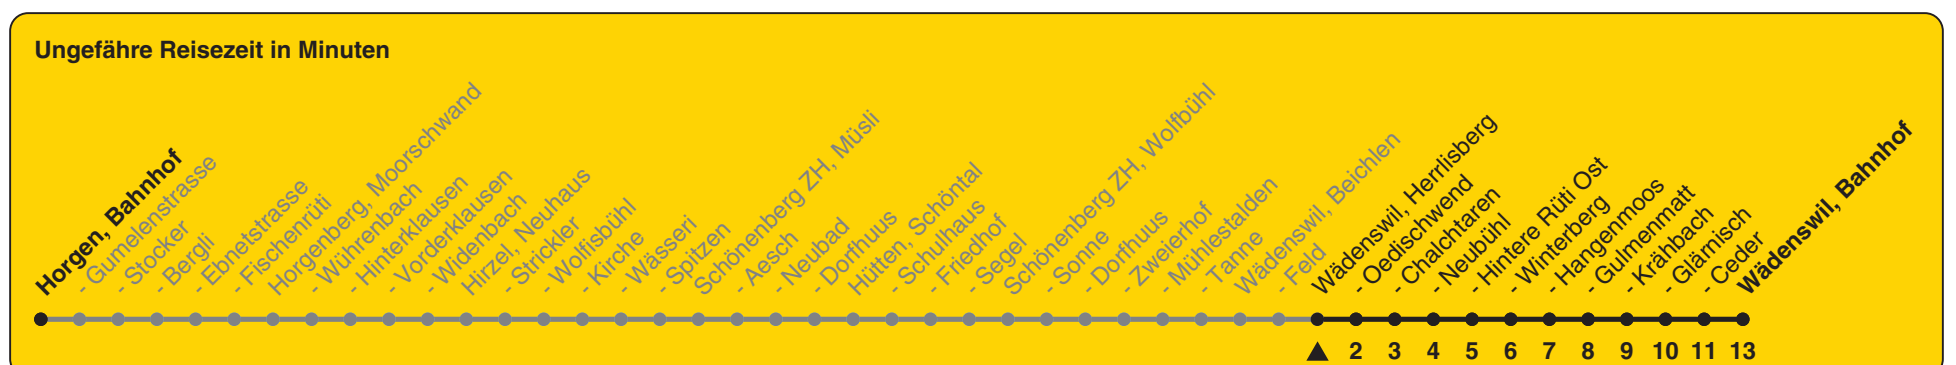 Ungefähre Reisezeit in Minuten
Horgen, Bahnhof
- Gumelenstrasse
- Stocker
- Bergli
- Ebnetstrasse
- Fischenrüti
Horgenberg, Moorschwand
- Wührenbach
- Hinterklausen
- Vorderklausen
- Widenbach
Hirzel, Neuhaus
- Strickler
- Wolfisbühl
- Kirche
- Wässeri
- Spitzen
Schönenberg ZH, Müsli
- Aesch
- Neubad
- Dorfhuus
Hütten, Schöntal
- Schulhaus
- Friedhof
- Segel
Schönenberg ZH, Wolfbühl
- Sonne
- Dorfhuus
- Zweierhof
- Mühlestalden
- Tanne
Wädenswil, Beichlen
- Feld
Wädenswil, Herrlisberg
- Oedischwend
- Chalchtaren
- Neubühl
- Hintere Rüti Ost
- Winterberg
- Hangenmoos
- Gulmenmatt
- Krähbach
- Glärnisch
- Ceder
Wädenswil, Bahnhof
2 3 4 5 6 7 8 9 10 11 13